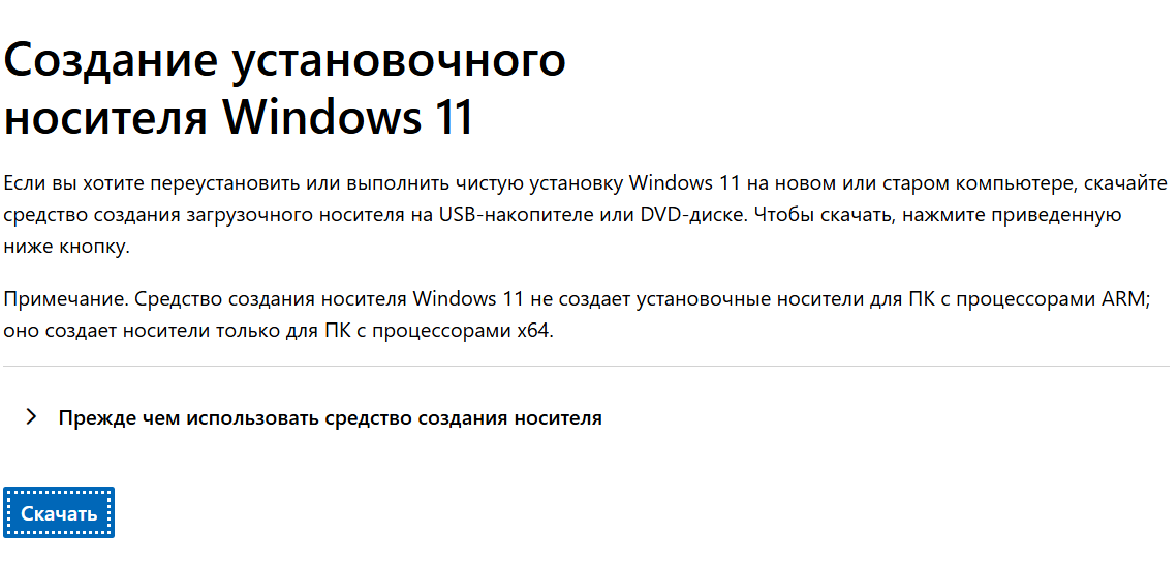 Создание установочного
носителя Windows 11
Если вы хотите переустановить или выполнить чистую установку Windows 11 на новом или старом компьютере, скачайте
средство создания загрузочного носителя на USB-накопителе или DVD-диске. Чтобы скачать, нажмите приведенную
ниже кнопку.
Примечание. Средство создания носителя Windows 11 не создает установочные носители для ПК с процессорами ARM;
оно создает носители только для ПК с процессорами x64.
Прежде чем использовать средство создания носителя
Скачать